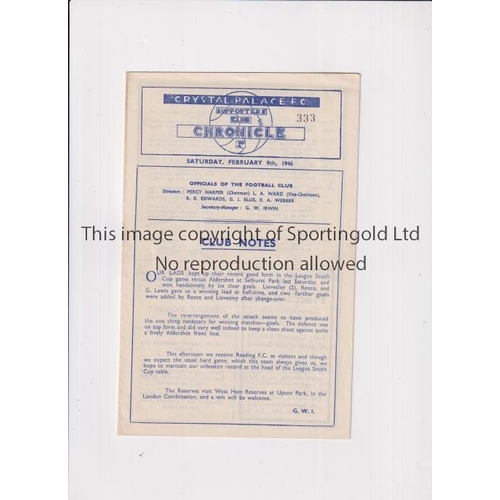 CRYSTAL PALACE F.C.
SUPPORTERS
CLUB
333
CHRONICLE
SATURDAY, FEBRUARY 9th, 1946
OFFICIALS OF THE FOOTBALL CLUB
Directors : PERCY HARPER (Chairman) L. A. WARD (Vice-Chairman),
R. E. EDWARDS, G. J. ELLIS, E. A. WEBBER
Secretary-Manager : G. W. IRWIN
This image copyright of Sportingold Ltd
CLUB NOTES
No reproduction allowed
OUR LADS kept up their recent good form in the League South
Cup game versus Aldershot at Selhurst Park last Saturday, and
won handsomely by six clear goals. Lievesley (2), Reece, and
G. Lewis gave us a winning lead at half-time, and two further goals
were added by Reece and Lievesley after change-over.
The re-arrangement of the attack seems to have produced
the one thing necessary for winning matches—goals. The defence was
on top form and did very well indeed to keep a clean sheet against quite
a lively Aldershot front line.
This afternoon we receive Reading F.C. as visitors and though
we expect the usual hard game, which this team always gives us, we
hope to maintain our unbeaten record at the head of the League South
Cup table.
The Reserves visit West Ham Reserves at Upton Park, in the
London Combination, and a win will be welcome.
G. W. I.